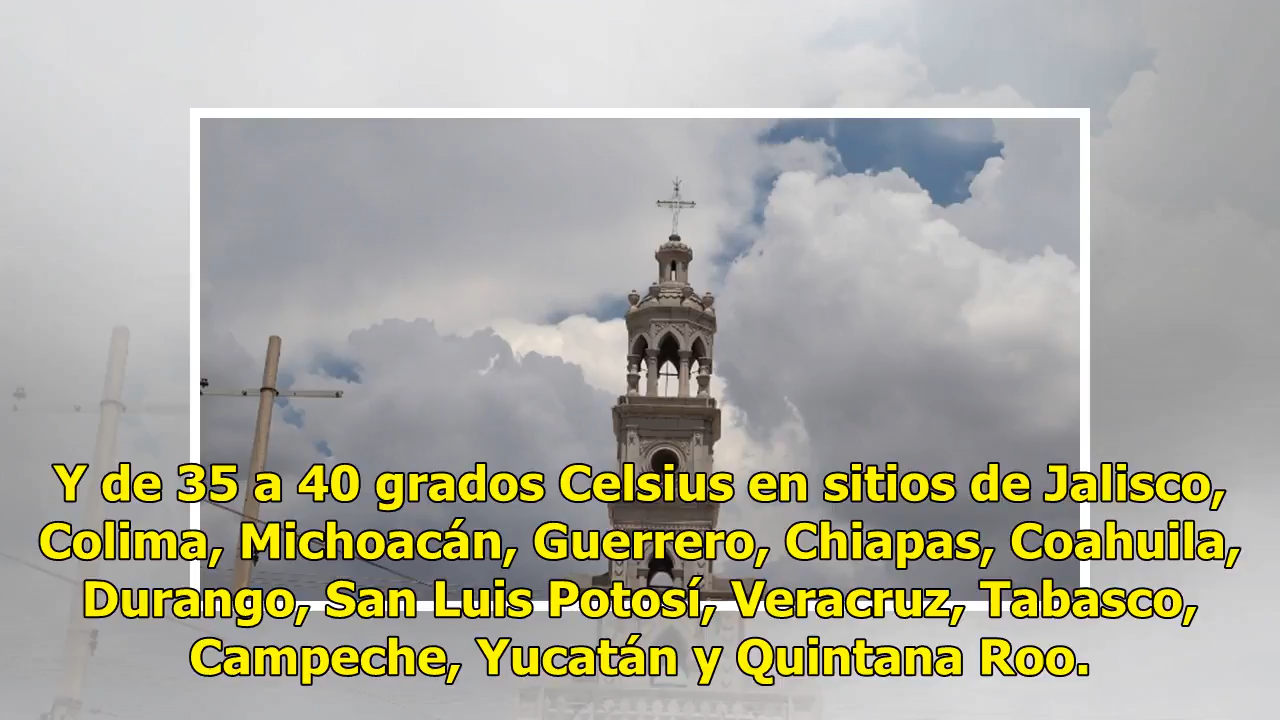 Y de 35 a 40 grados Celsius en sitios de Jalisco,
Colima, Michoacán, Guerrero, Chiapas, Coahuila,
Durango, San Luis Potosí, Veracruz, Tabasco,
Campeche, Yucatán y Quintana Roo.